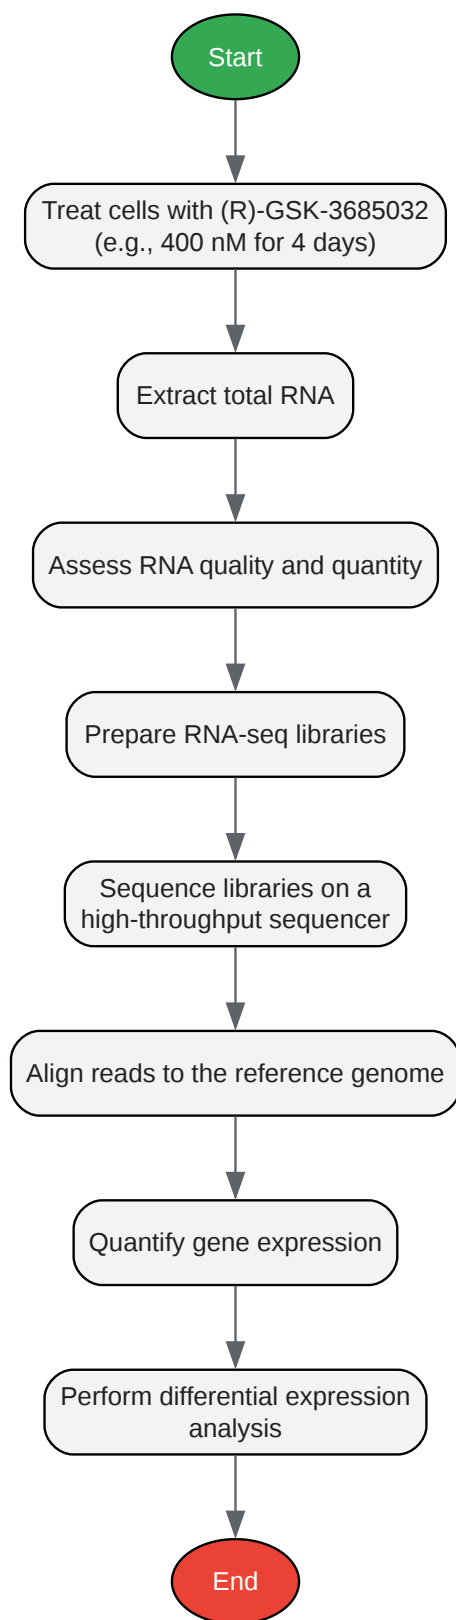 Start
Treat cells with (R)-GSK-3685032
(e.g., 400 nM for 4 days)
Extract total RNA
Assess RNA quality and quantity
Prepare RNA-seq libraries
Sequence libraries on a
high-throughput sequencer
Align reads to the reference genome
Quantify gene expression
Perform differential expression
analysis
End